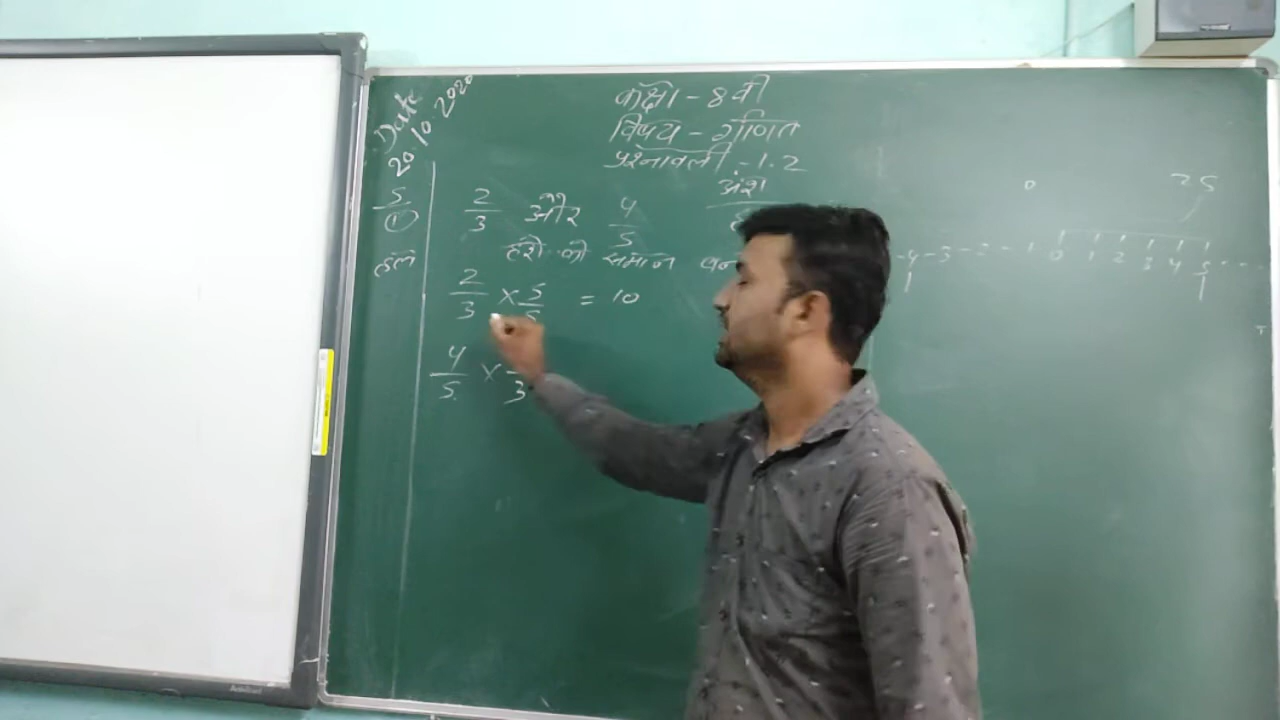 Date
20.10.2020
कक्षा - 8वी
विषय - गणित
प्रश्नावली :- 1.2
5
1
2/3 और 4/5
अंश
हल
हरो को समान
2/3 × 5/5 = 10
4/5 × /3
-4 -3 -2 -1 0 1 2 3 4 5